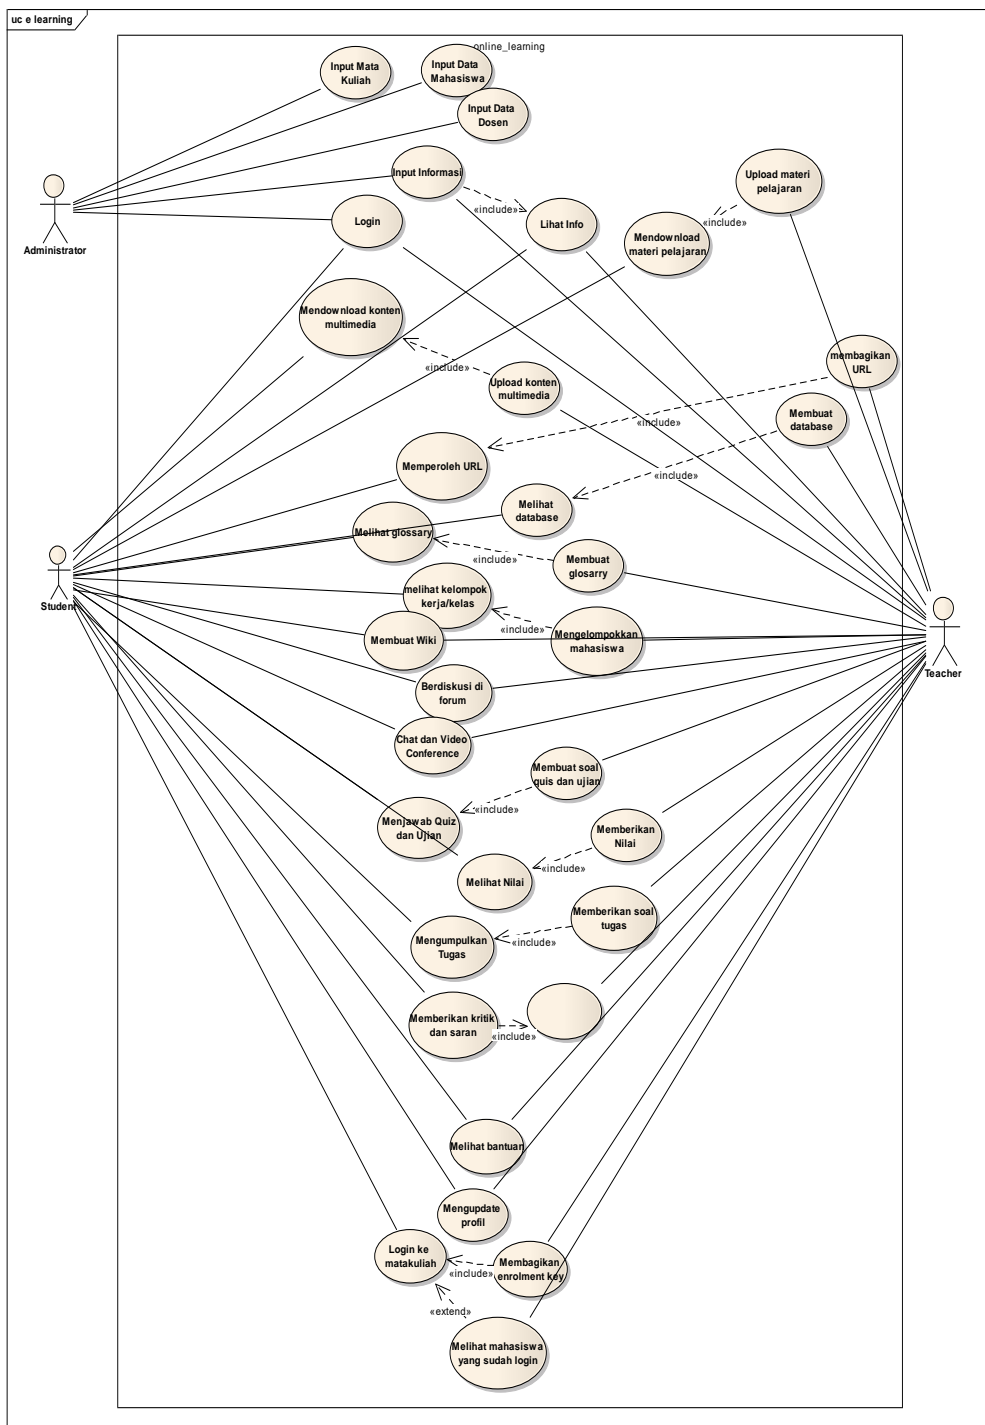 uc e learning
online_learning
Input Mata
Kuliah
Input Data
Mahasiswa
Input Data
Dosen
Input Informasi
«include»
Upload materi
pelajaran
«include»
Login
Lihat Info
Mendownload
materi pelajaran
Administrator
Mendownload konten
multimedia
«include»
Upload konten
multimedia
membagikan
URL
«include»
Membuat
database
Memperoleh URL
«include»
Melihat
database
Melihat glossary
«include»
Membuat
glosarry
Student
melihat kelompok
kerja/kelas
«include»
Mengelompokkan
mahasiswa
Membuat Wiki
Teacher
Berdiskusi di
forum
Chat dan Video
Conference
Membuat soal
quis dan ujian
«include»
Menjawab Quiz
dan Ujian
Memberikan
Nilai
«include»
Melihat Nilai
Memberikan soal
tugas
«include»
Mengumpulkan
Tugas
Memberikan kritik
dan saran
«include»
Melihat bantuan
Mengupdate
profil
Login ke
matakuliah
«include»
Membagikan
enrolment key
«extend»
Melihat mahasiswa
yang sudah login